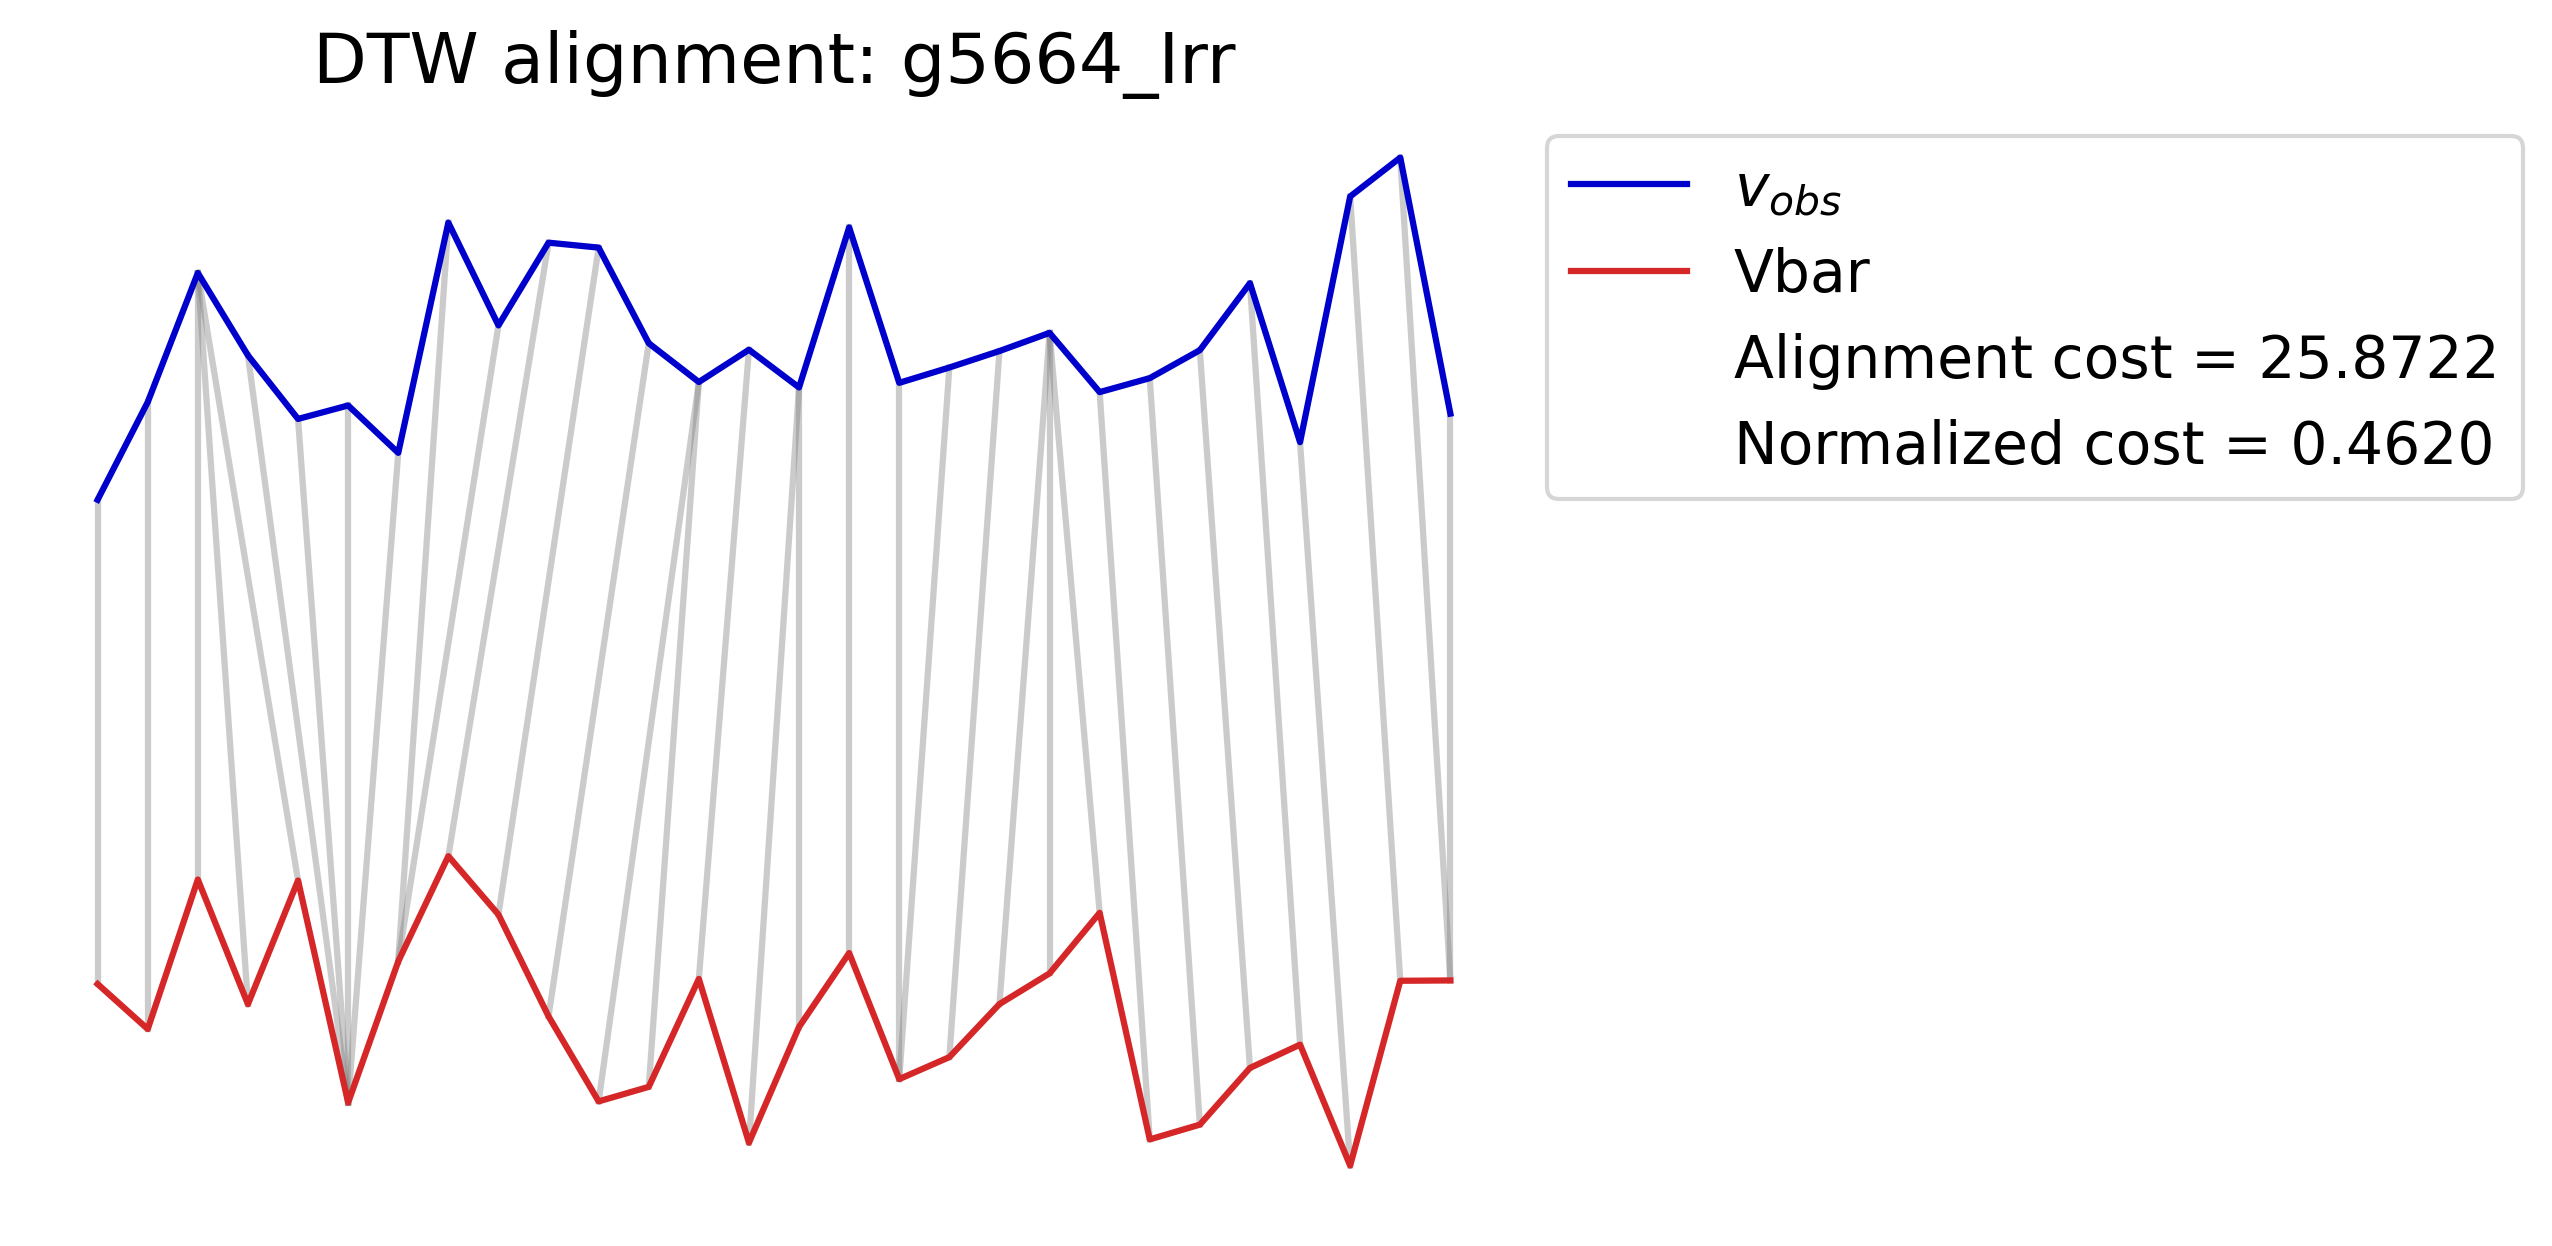 DTW alignment: g5664_Irr
v_obs
Vbar
Alignment cost = 25.8722
Normalized cost = 0.4620